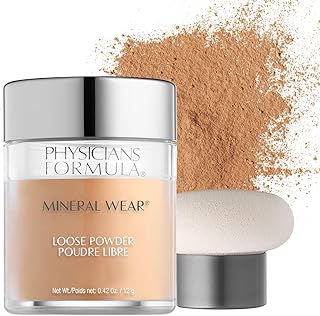 PHYSICIANS
FORMULA®
MINERAL WEAR®
LOOSE POWDER
POUDRE LIBRE
Net Wt./Poids net: 0.42 Oz. / 12 g